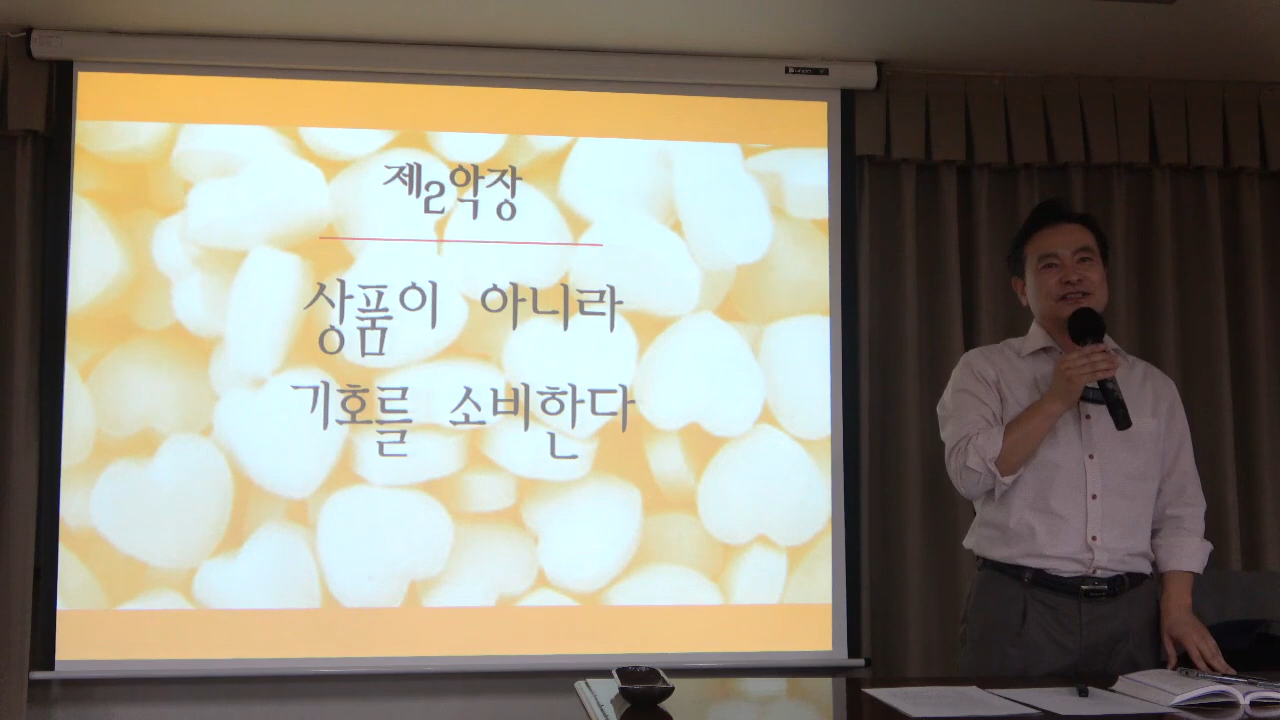 제2악장
상품이 아니라
기호를 소비한다